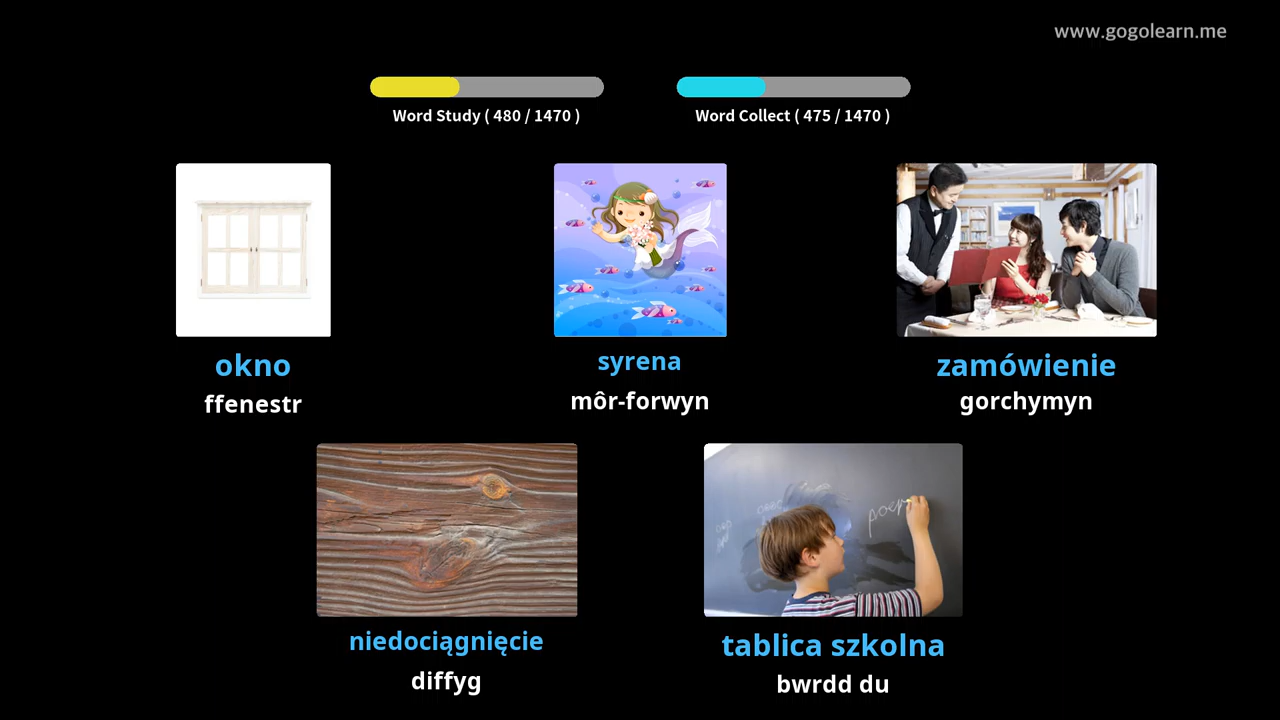 www.gogolearn.me
Word Study ( 480 / 1470 )
Word Collect ( 475 / 1470 )
okno
ffenestr
syrena
môr-forwyn
zamówienie
gorchymyn
poer
niedociągnięcie
diffyg
tablica szkolna
bwrdd du